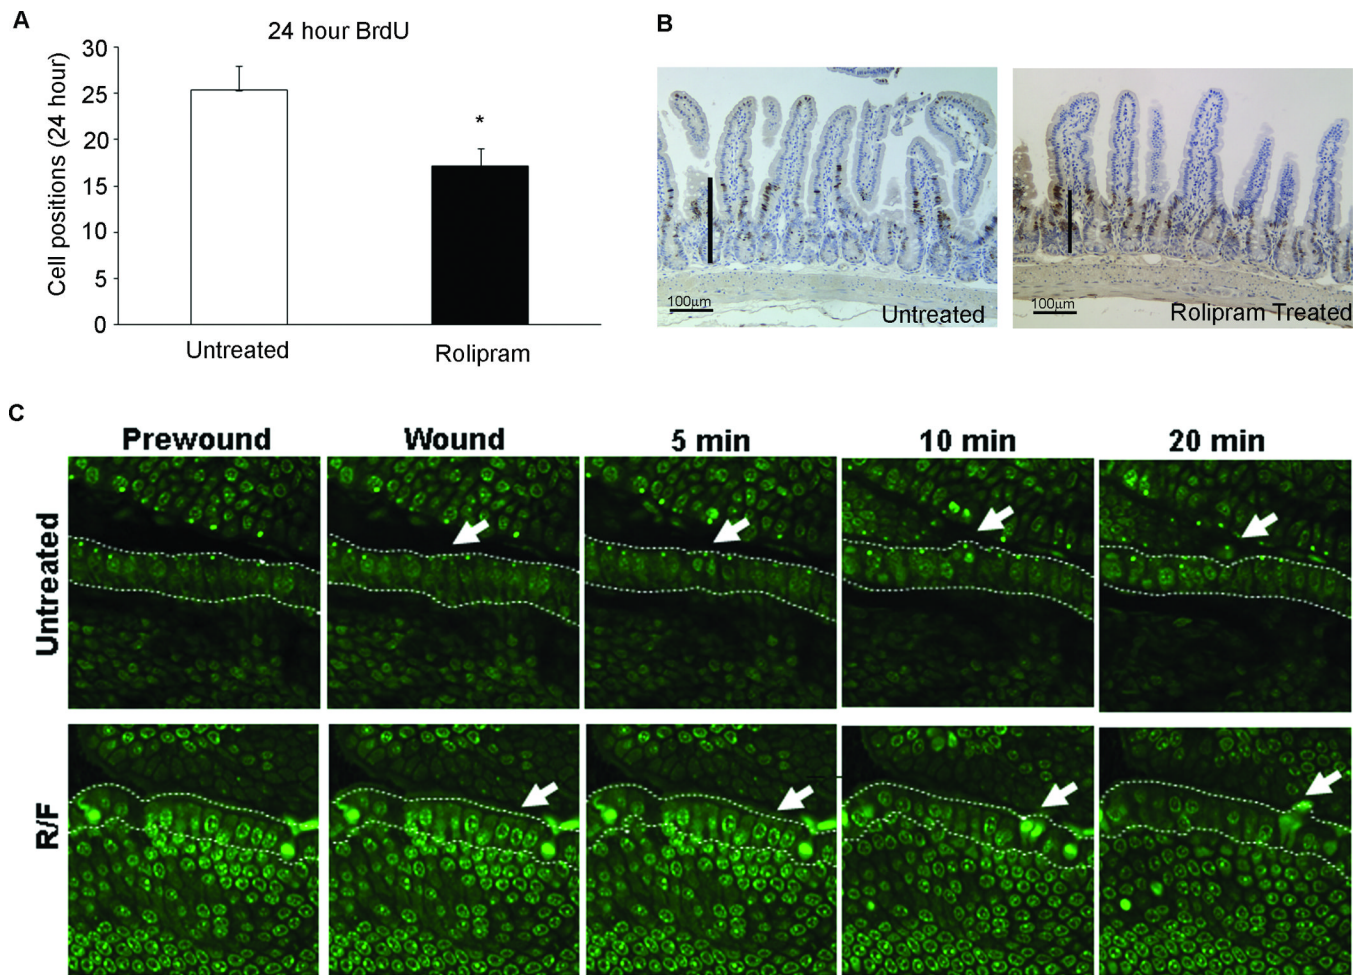 A
24 hour BrdU
Cell positions (24 hour)
30
25
20
15
10
5
0
*
Untreated
Rolipram
B
100μm
Untreated
100μm
Rolipram Treated
C
Prewound
Wound
5 min
10 min
20 min
Untreated
R/F